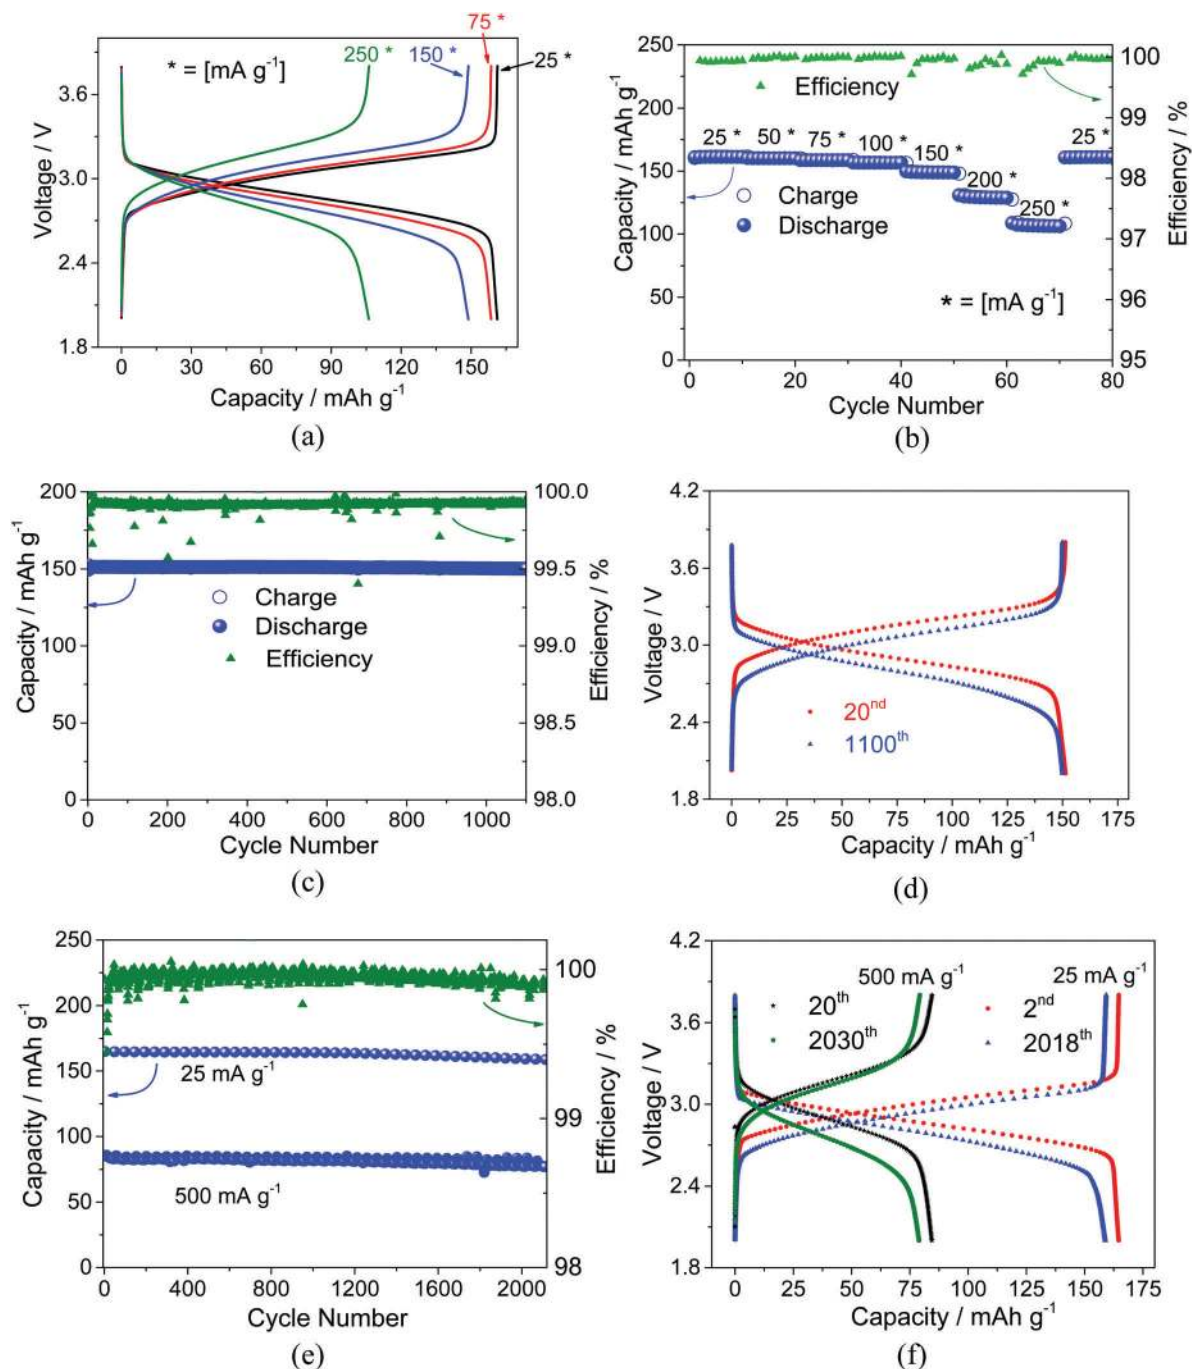 250 *
150 *
75 *
25 *
* = [mA g⁻¹]
Voltage / V
3.6
3.0
2.4
1.8
0 30 60 90 120 150
Capacity / mAh g⁻¹
(a)
Capacity / mAh g⁻¹
250
200
150
100
50
0
Efficiency
25 * 50 * 75 * 100 * 150 * 200 * 250 * 25 *
Charge
Discharge
* = [mA g⁻¹]
100
99
98
97
96
95
Efficiency / %
0 20 40 60 80
Cycle Number
(b)
Capacity / mAh g⁻¹
200
150
100
50
0
Charge
Discharge
Efficiency
100.0
99.5
99.0
98.5
98.0
Efficiency / %
0 200 400 600 800 1000
Cycle Number
(c)
Voltage / V
4.2
3.6
3.0
2.4
1.8
20ⁿᵈ
1100ᵗʰ
0 25 50 75 100 125 150 175
Capacity / mAh g⁻¹
(d)
Capacity / mAh g⁻¹
250
225
200
175
150
125
100
75
50
25
0
25 mA g⁻¹
500 mA g⁻¹
100
99
98
Efficiency / %
0 400 800 1200 1600 2000
Cycle Number
(e)
Voltage / V
4.2
3.6
3.0
2.4
1.8
500 mA g⁻¹ 25 mA g⁻¹
20ᵗʰ 2ⁿᵈ
2030ᵗʰ 2018ᵗʰ
0 25 50 75 100 125 150 175
Capacity / mAh g⁻¹
(f)